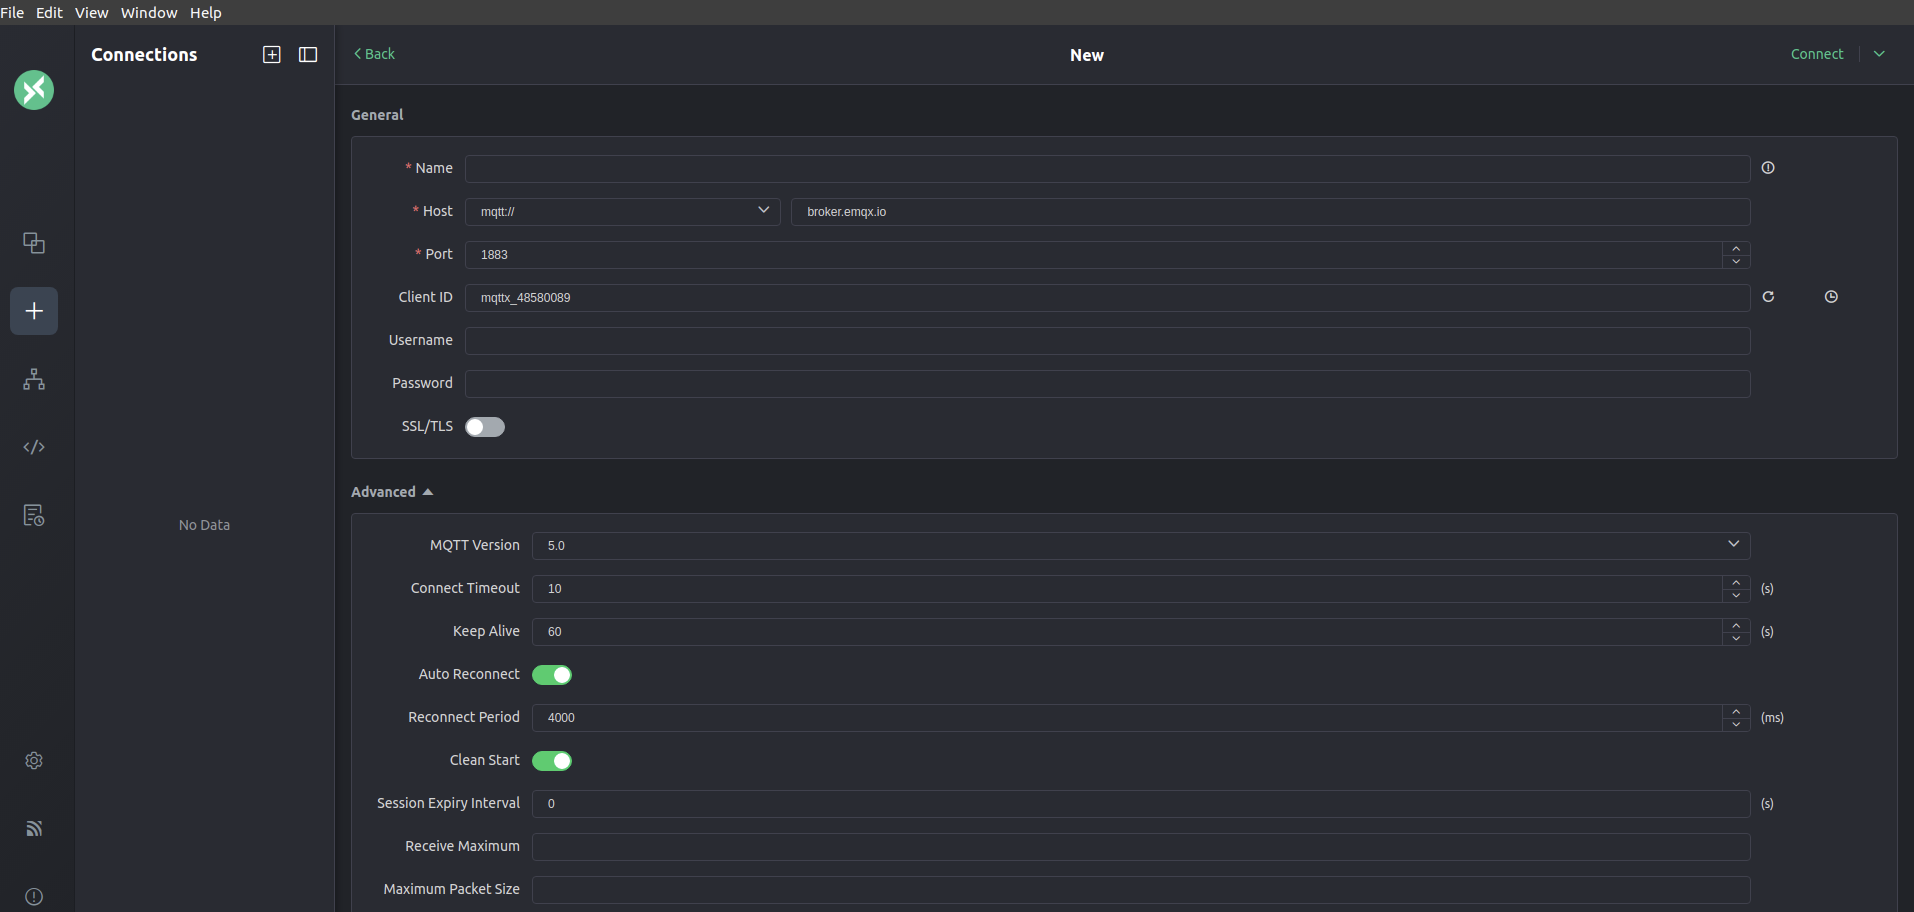 File Edit View Window Help
Connections
Back
New
Connect
General
* Name
* Host mqtt:// broker.emqx.io
* Port 1883
Client ID mqttx_48580089
Username
Password
SSL/TLS
No Data
Advanced
MQTT Version 5.0
Connect Timeout 10 (s)
Keep Alive 60 (s)
Auto Reconnect
Reconnect Period 4000 (ms)
Clean Start
Session Expiry Interval 0 (s)
Receive Maximum
Maximum Packet Size